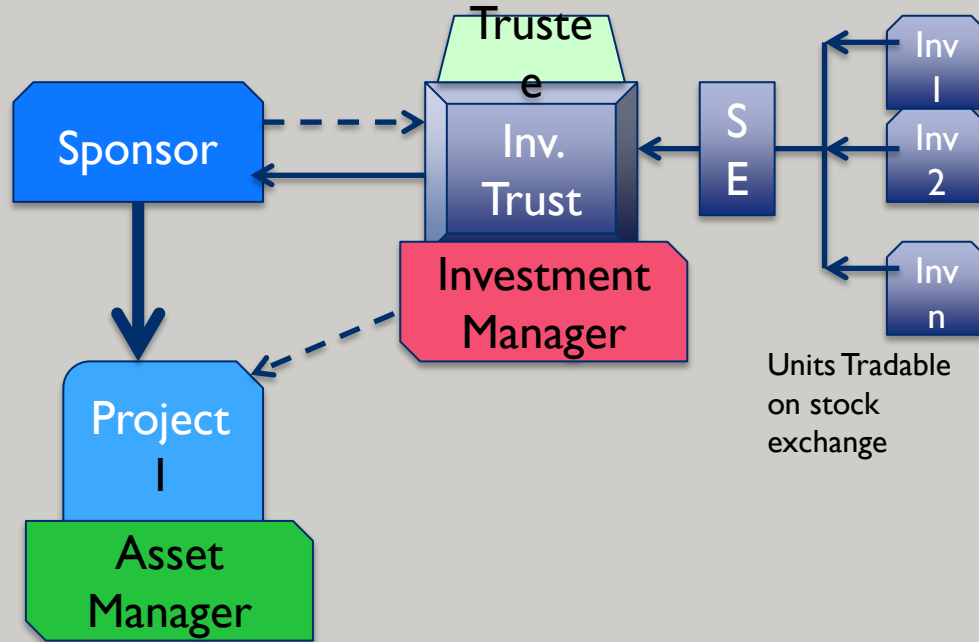 Truste
e
Sponsor
Inv.
Trust
S
E
Inv
1
Inv
2
Inv
n
Investment
Manager
Units Tradable
on stock
exchange
Project
1
Asset
Manager